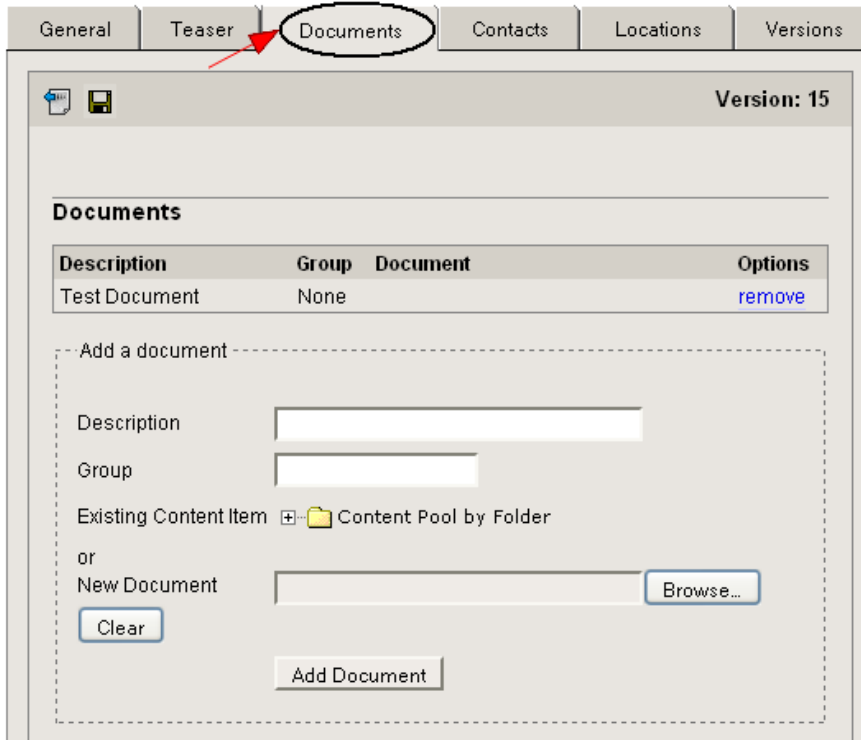 General Teaser Documents Contacts Locations Versions
Version: 15
Documents
Description Group Document Options
Test Document None remove
Add a document
Description
Group
Existing Content Item Content Pool by Folder
or
New Document Browse...
Clear
Add Document